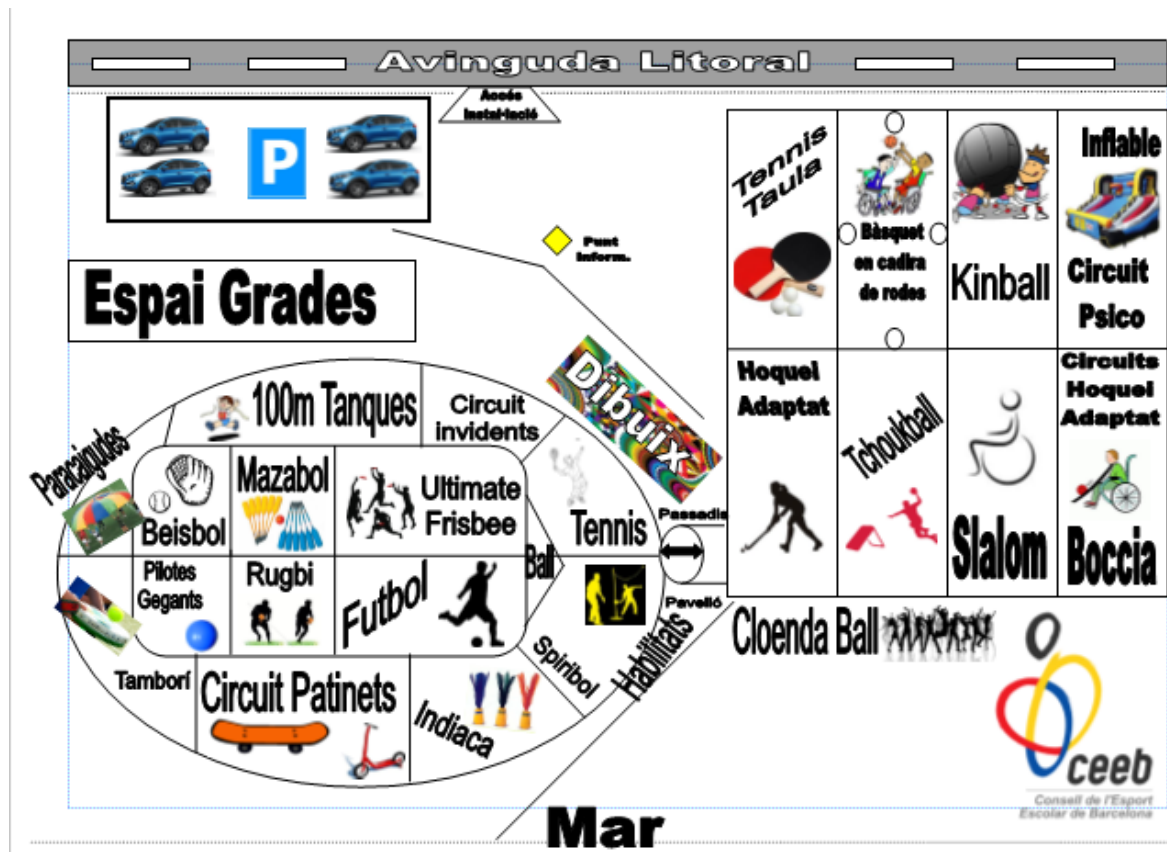 Avinguda Litoral
Accés
Instal·lació
P
Punt
Inform.
Espai Grades
Tennis
Taula
Bàsquet
en cadira
de rodes
Kinball
Inflable
Circuit
Psico
Dibuix
Hoquei
Adaptat
Tchoukball
Slalom
Circuits
Hoquei
Adaptat
Boccia
100m Tanques
Circuit
invidents
Paracaigudes
Beisbol
Mazabol
Ultimate
Frisbee
Ball
Tennis
Passadís
Pavelló
Pilotes
Gegants
Rugbi
Futbol
Tamborí
Circuit Patinets
Indiaca
Spiribol
Habilitats
Cloenda Ball
ceeb
Consell de l'Esport
Escolar de Barcelona
Mar